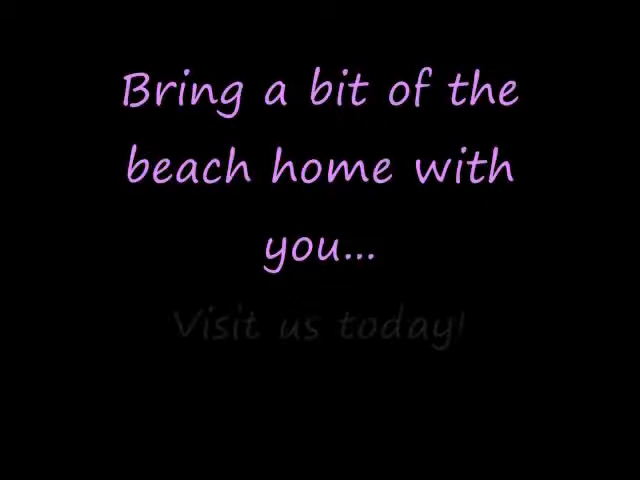 Bring a bit of the
beach home with
you...
Visit us today!